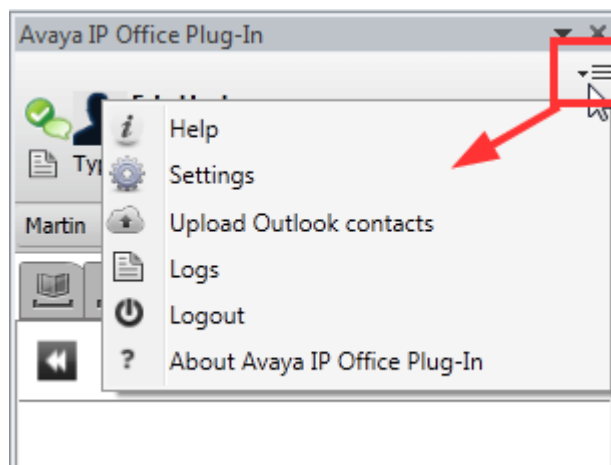 Avaya IP Office Plug-In
Help
Settings
Upload Outlook contacts
Martin
Logs
Logout
About Avaya IP Office Plug-In